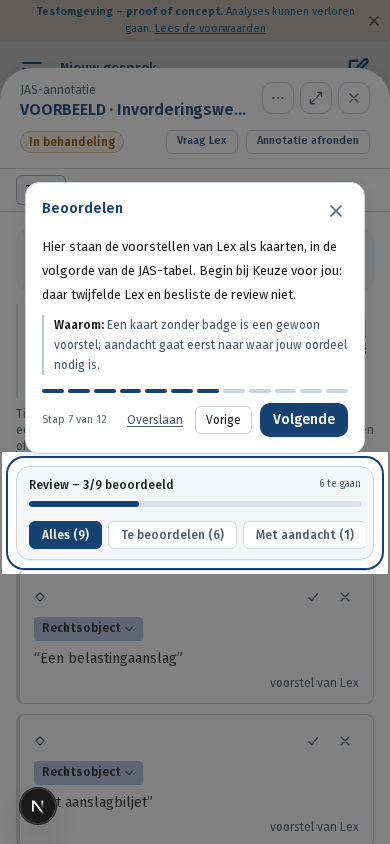 Testomgeving – proof of concept. Analyses kunnen verloren
gaan. Lees de voorwaarden
Nieuw gesprek
JAS-annotatie
VOORBEELD · Invorderingswe...
In behandeling
Vraag Lex
Annotatie afronden
Beoordelen
Hier staan de voorstellen van Lex als kaarten, in de
volgorde van de JAS-tabel. Begin bij Keuze voor jou:
daar twijfelde Lex en besliste de review niet.
Waarom: Een kaart zonder badge is een gewoon
voorstel; aandacht gaat eerst naar waar jouw oordeel
nodig is.
Stap 7 van 12
Overslaan
Vorige
Volgende
Review – 3/9 beoordeeld
6 te gaan
Alles (9)
Te beoordelen (6)
Met aandacht (1)
Rechtsobject
“Een belastingaanslag”
voorstel van Lex
Rechtsobject
aanslagbiljet”
voorstel van Lex